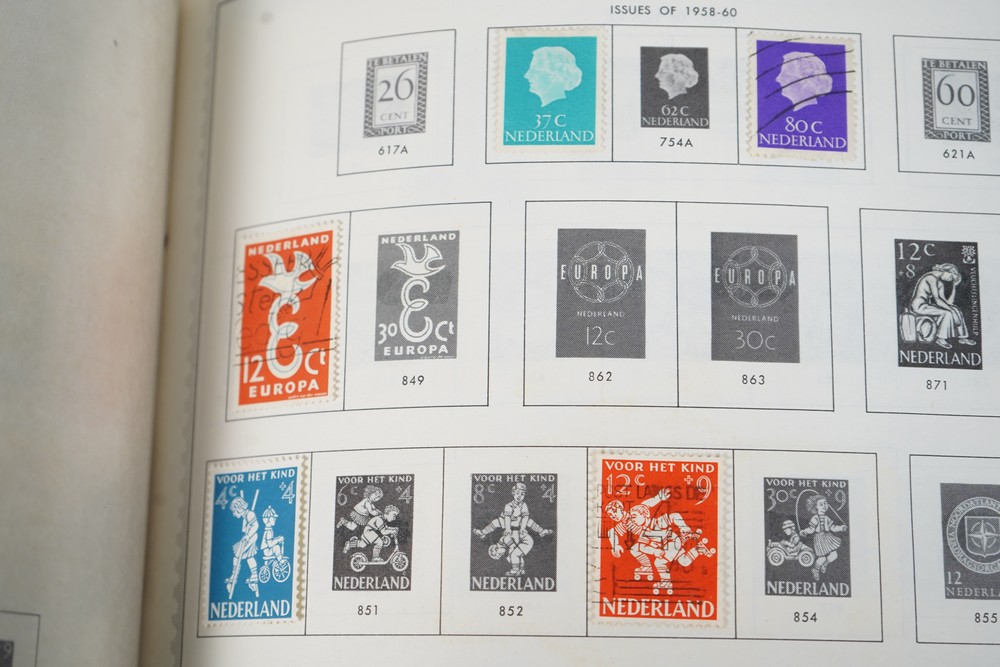 ISSUES OF 1958-60
TE BETALEN
26
CENT
PORT
617A
37 C
NEDERLAND
62 C
NEDERLAND
754A
80 C
NEDERLAND
TE BETALEN
60
CENT
PORT
621A
NEDERLAND
12 Ct
EUROPA
NEDERLAND
30 Ct
EUROPA
849
EUROPA
NEDERLAND
12c
862
EUROPA
NEDERLAND
30c
863
12c
+8
VLUCHTELINGENHULP
NEDERLAND
871
VOOR HET KIND
4c +4
NEDERLAND
VOOR HET KIND
6c +4
NEDERLAND
851
VOOR HET KIND
8c +4
NEDERLAND
852
VOOR HET KIND
12c +9
NEDERLAND
VOOR HET KIND
30c +9
NEDERLAND
854
12
855